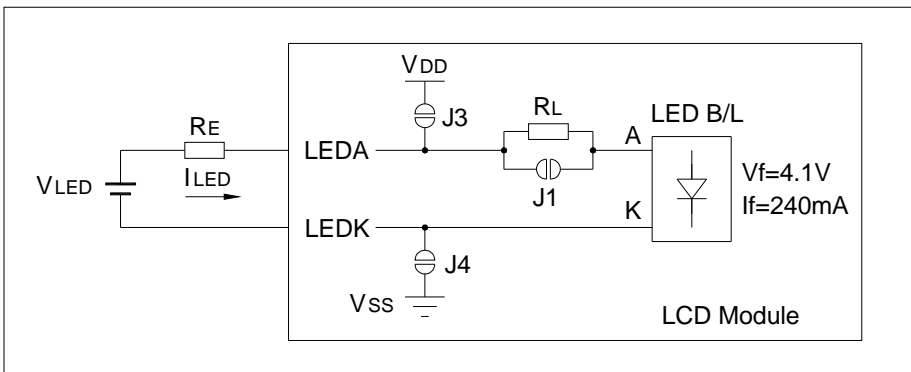 VDD
J3
RL
LED B/L
RE
LEDA
A
J1
Vf=4.1V
If=240mA
VLED
ILED
LEDK
K
J4
VSS
LCD Module